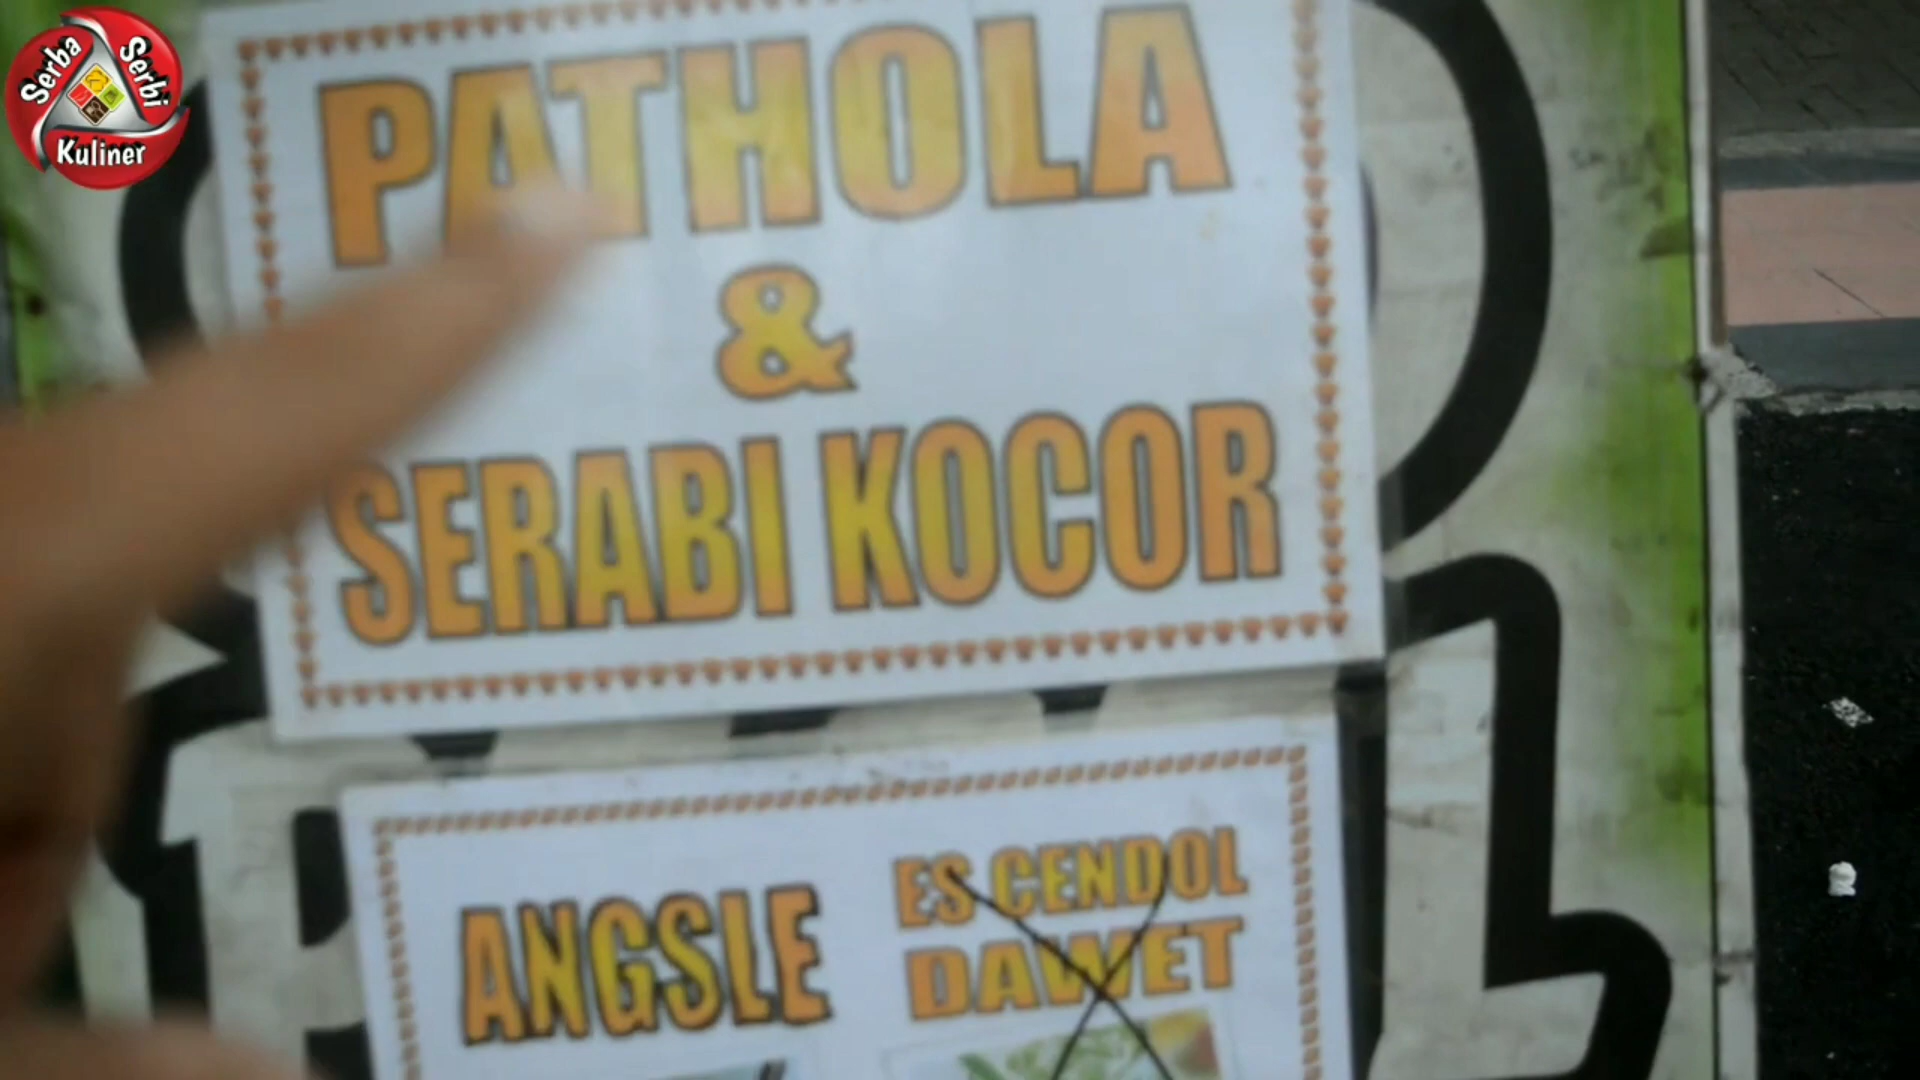 Serba Serbi
Kuliner
PATHOLA
&
SERABI KOCOR
ANGSLE
ES CENDOL
DAWET